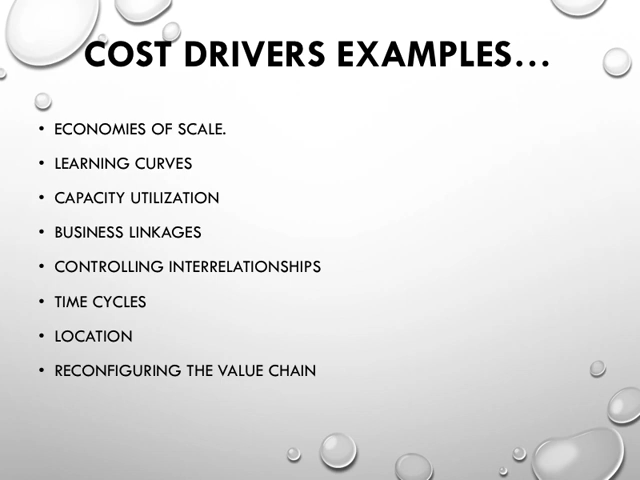 COST DRIVERS EXAMPLES...
• ECONOMIES OF SCALE.
• LEARNING CURVES
• CAPACITY UTILIZATION
• BUSINESS LINKAGES
• CONTROLLING INTERRELATIONSHIPS
• TIME CYCLES
• LOCATION
• RECONFIGURING THE VALUE CHAIN